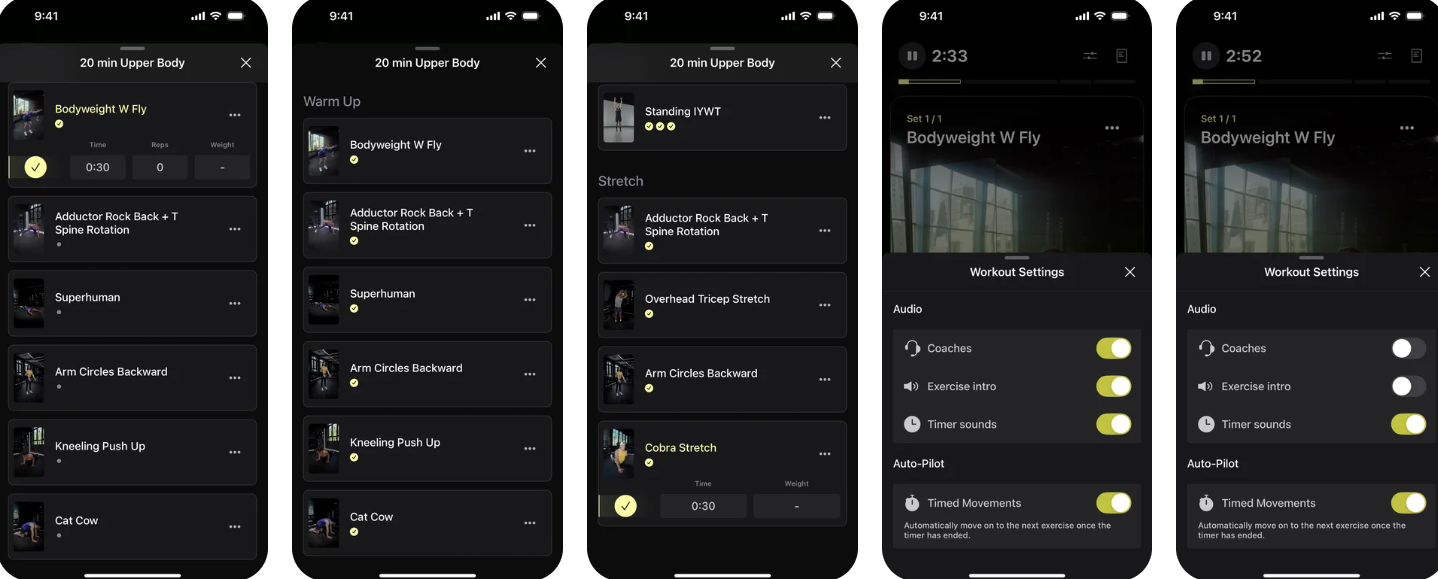 9:41
20 min Upper Body
Bodyweight W Fly
Time
Reps
Weight
0:30
0
-
Adductor Rock Back + T
Spine Rotation
Superhuman
Arm Circles Backward
Kneeling Push Up
Cat Cow
9:41
20 min Upper Body
Warm Up
Bodyweight W Fly
Adductor Rock Back + T
Spine Rotation
Superhuman
Arm Circles Backward
Kneeling Push Up
Cat Cow
9:41
20 min Upper Body
Standing IYWT
Stretch
Adductor Rock Back + T
Spine Rotation
Overhead Tricep Stretch
Arm Circles Backward
Cobra Stretch
Time
Weight
0:30
-
9:41
2:33
Set 1 / 1
Bodyweight W Fly
Workout Settings
Audio
Coaches
Exercise intro
Timer sounds
Auto-Pilot
Timed Movements
Automatically move on to the next exercise once the
timer has ended.
9:41
2:52
Set 1 / 1
Bodyweight W Fly
Workout Settings
Audio
Coaches
Exercise intro
Timer sounds
Auto-Pilot
Timed Movements
Automatically move on to the next exercise once the
timer has ended.